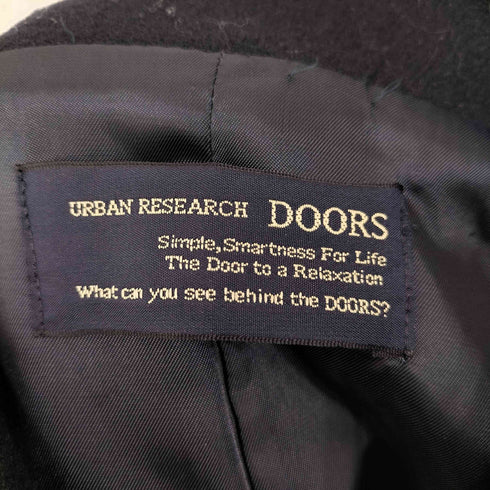 URBAN RESEARCH DOORS
Simple,Smartness For Life
The Door to a Relaxation
What can you see behind the DOORS?